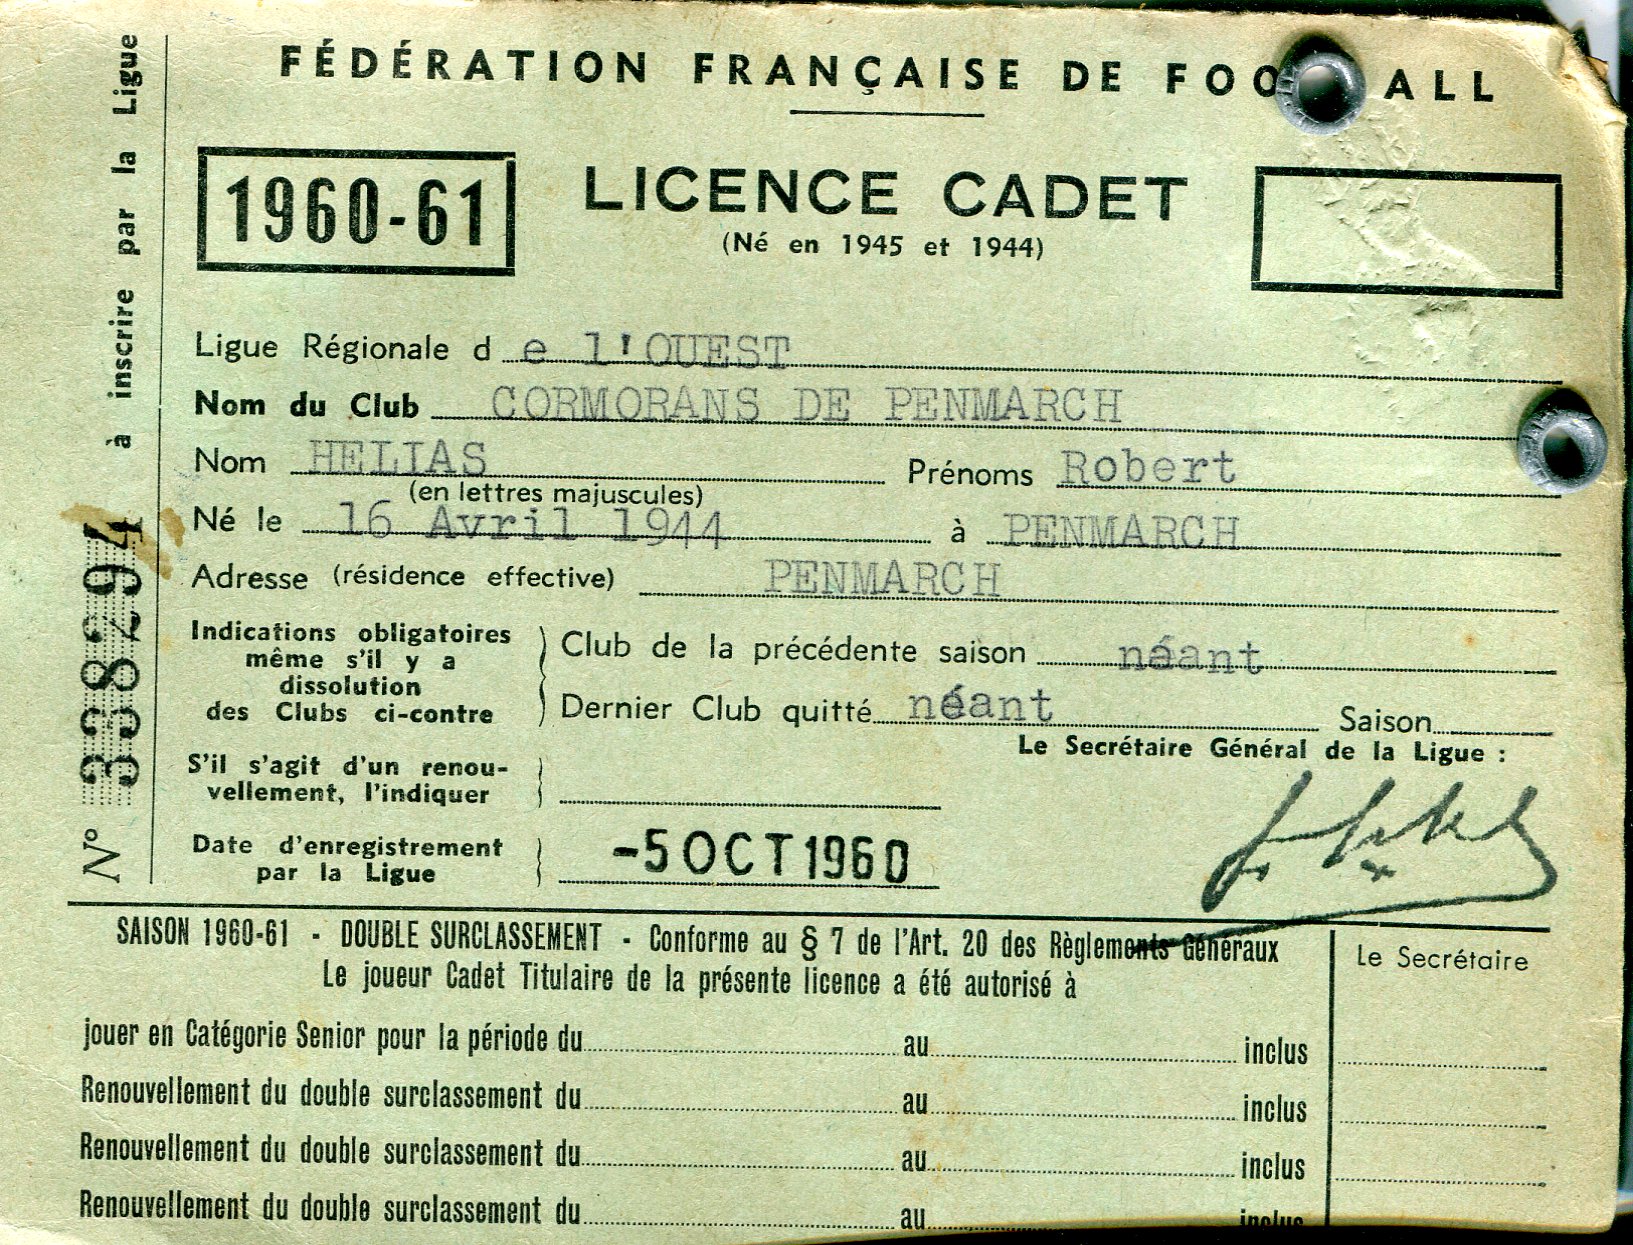 FÉDÉRATION FRANÇAISE DE FOO ALL
1960-61
LICENCE CADET
(Né en 1945 et 1944)
Ligue Régionale d e l'OUEST
Nom du Club CORMORANS DE PENMARCH
Nom HELIAS Prénoms Robert
(en lettres majuscules)
Né le 16 Avril 1944 à PENMARCH
Adresse (résidence effective) PENMARCH
Indications obligatoires
même s'il y a
dissolution
des Clubs ci-contre
Club de la précédente saison néant
Dernier Club quitté néant Saison
Le Secrétaire Général de la Ligue :
S'il s'agit d'un renou-
vellement, l'indiquer
Date d'enregistrement
par la Ligue
-5 OCT 1960
N° 338294 à inscrire par la Ligue
SAISON 1960-61 - DOUBLE SURCLASSEMENT - Conforme au § 7 de l'Art. 20 des Règlements Généraux
Le joueur Cadet Titulaire de la présente licence a été autorisé à
Le Secrétaire
jouer en Catégorie Senior pour la période du au inclus
Renouvellement du double surclassement du au inclus
Renouvellement du double surclassement du au inclus
Renouvellement du double surclassement du au inclus